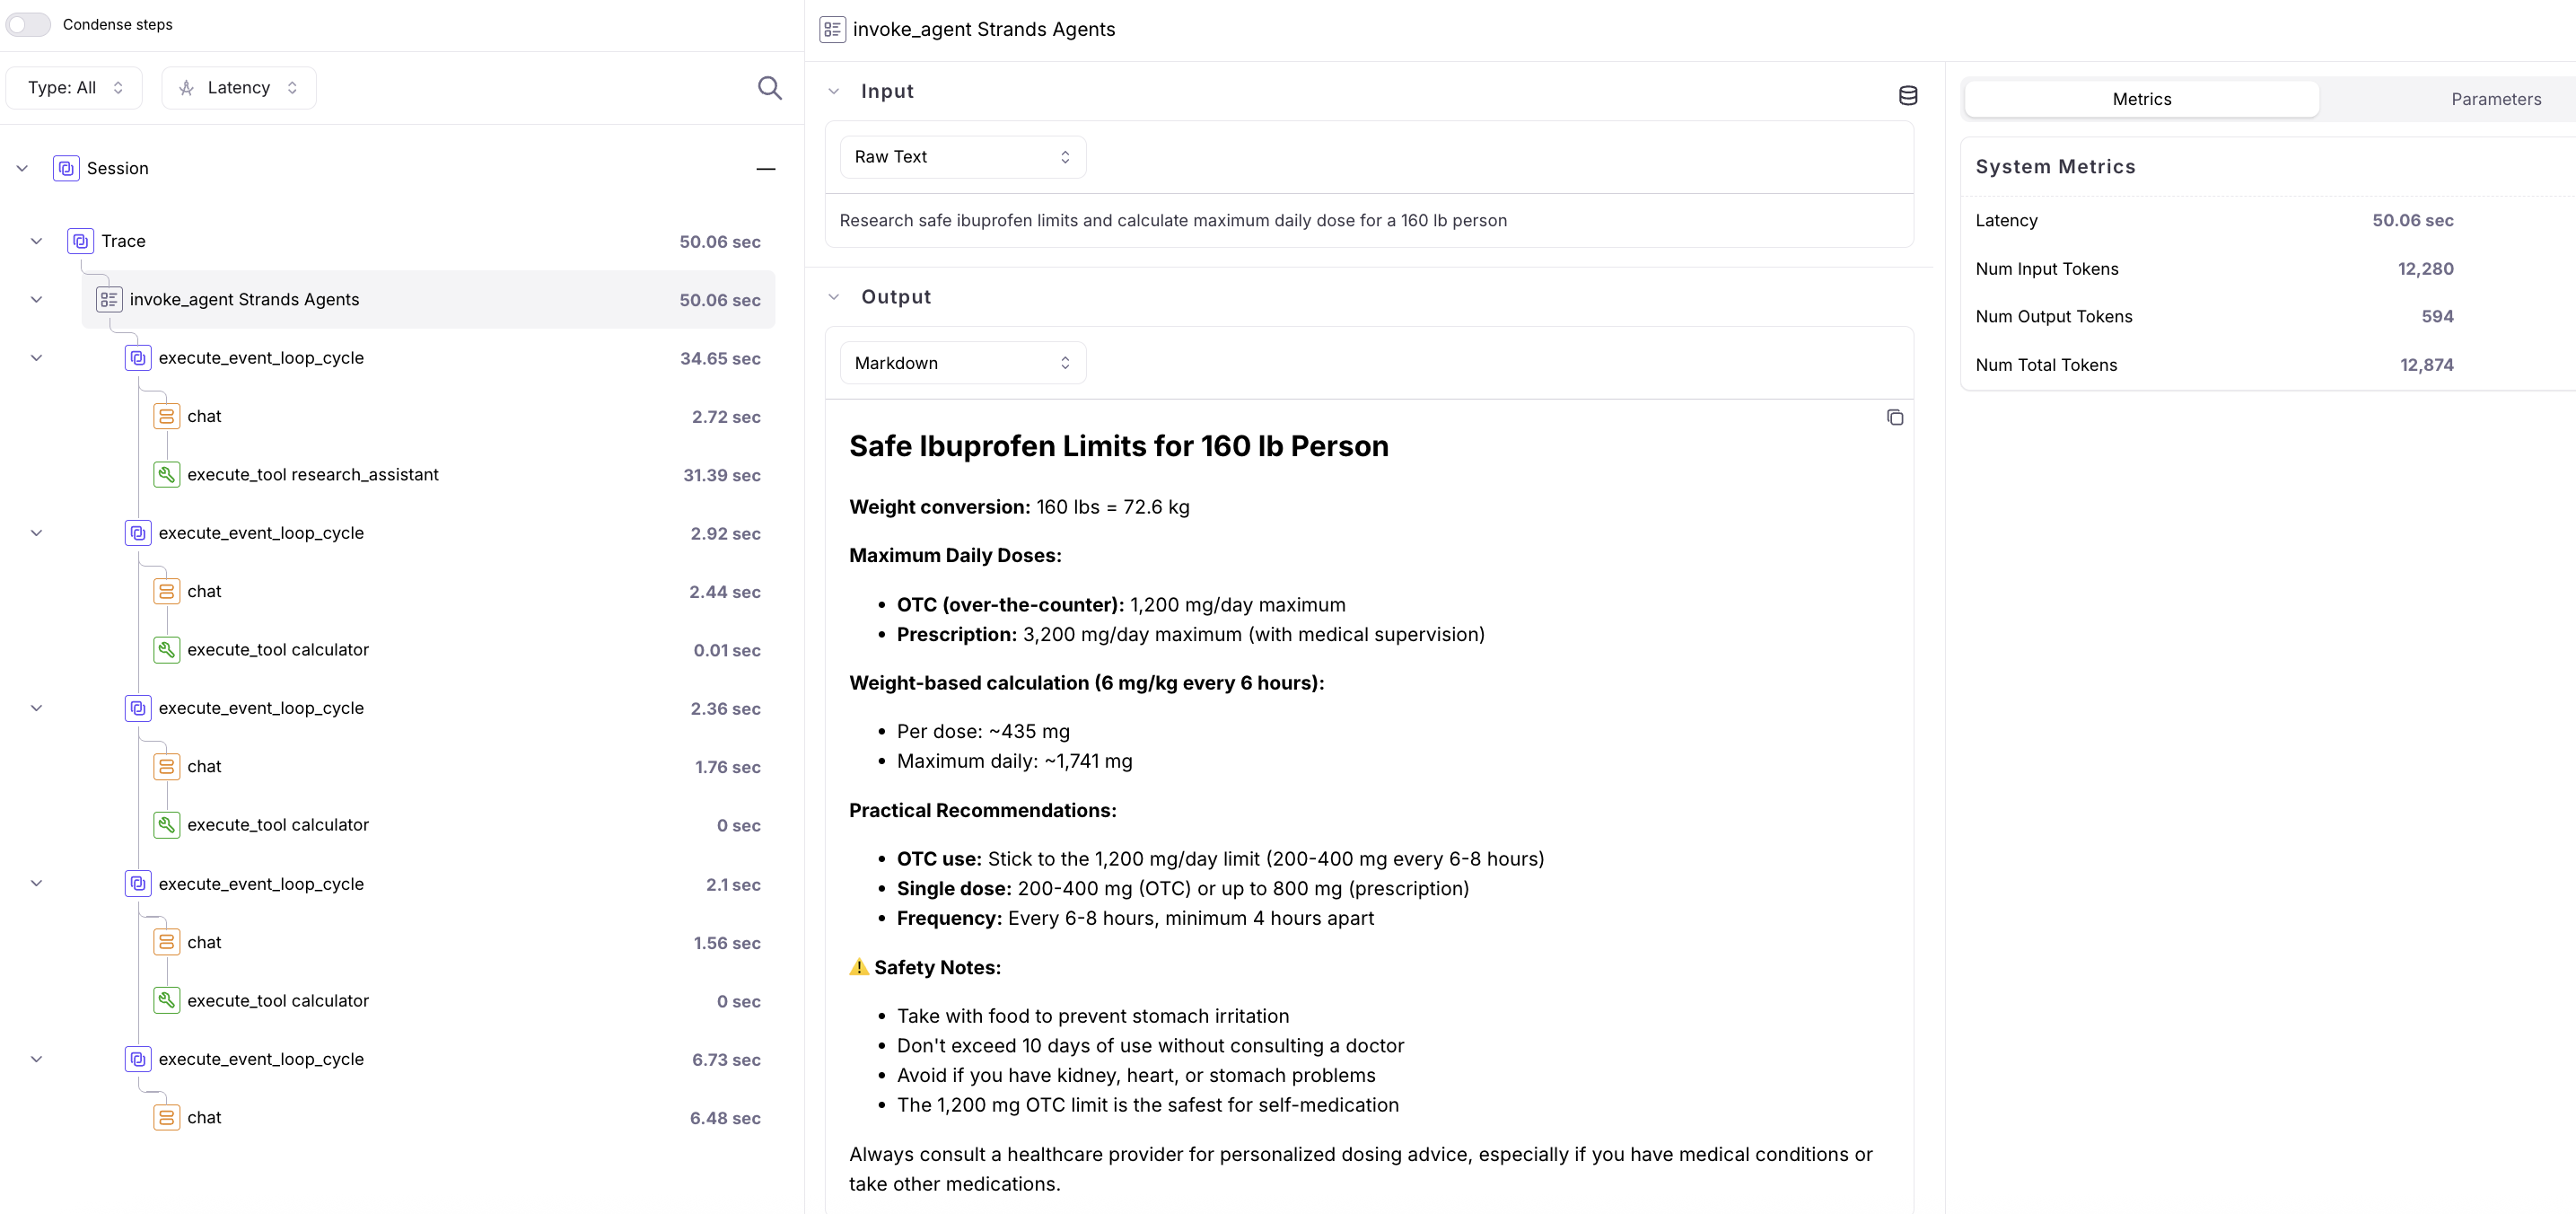 Condense steps
Type: All
Latency
Session
—
Trace 50.06 sec
invoke_agent Strands Agents 50.06 sec
execute_event_loop_cycle 34.65 sec
chat 2.72 sec
execute_tool research_assistant 31.39 sec
execute_event_loop_cycle 2.92 sec
chat 2.44 sec
execute_tool calculator 0.01 sec
execute_event_loop_cycle 2.36 sec
chat 1.76 sec
execute_tool calculator 0 sec
execute_event_loop_cycle 2.1 sec
chat 1.56 sec
execute_tool calculator 0 sec
execute_event_loop_cycle 6.73 sec
chat 6.48 sec
invoke_agent Strands Agents
Input
Raw Text
Research safe ibuprofen limits and calculate maximum daily dose for a 160 lb person
Output
Markdown
Safe Ibuprofen Limits for 160 lb Person
Weight conversion: 160 lbs = 72.6 kg
Maximum Daily Doses:
• OTC (over-the-counter): 1,200 mg/day maximum
• Prescription: 3,200 mg/day maximum (with medical supervision)
Weight-based calculation (6 mg/kg every 6 hours):
• Per dose: ~435 mg
• Maximum daily: ~1,741 mg
Practical Recommendations:
• OTC use: Stick to the 1,200 mg/day limit (200-400 mg every 6-8 hours)
• Single dose: 200-400 mg (OTC) or up to 800 mg (prescription)
• Frequency: Every 6-8 hours, minimum 4 hours apart
⚠️ Safety Notes:
• Take with food to prevent stomach irritation
• Don't exceed 10 days of use without consulting a doctor
• Avoid if you have kidney, heart, or stomach problems
• The 1,200 mg OTC limit is the safest for self-medication
Always consult a healthcare provider for personalized dosing advice, especially if you have medical conditions or
take other medications.
Metrics
Parameters
System Metrics
Latency 50.06 sec
Num Input Tokens 12,280
Num Output Tokens 594
Num Total Tokens 12,874